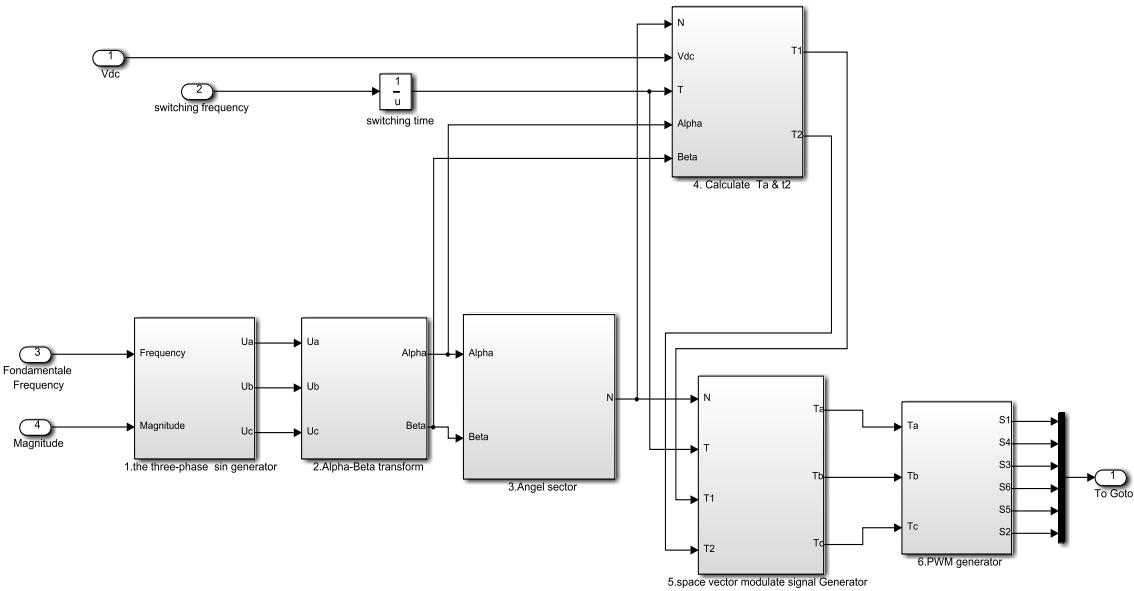 N
1
Vdc
T1
Vdc
2
1
u
T
switching frequency
switching time
Alpha
T2
Beta
4. Calculate Ta & t2
3
Frequency
Ua
Ua
Alpha
Alpha
Fondamentale
Frequency
Ub
Ub
N
N
Ta
4
Magnitude
Uc
Uc
Beta
Beta
Magnitude
1.the three-phase sin generator
2.Alpha-Beta transform
3.Angel sector
T
Tb
T1
T2
Tc
5.space vector modulate signal Generator
Ta
Tb
Tc
S1
S4
S3
S6
S5
S2
6.PWM generator
1
To Goto